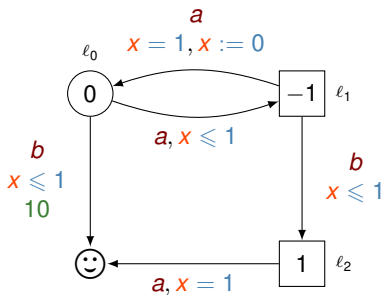 a
x = 1, x := 0
ℓ₀
0
−1
ℓ₁
a, x ⩽ 1
b
x ⩽ 1
10
b
x ⩽ 1
1
ℓ₂
a, x = 1